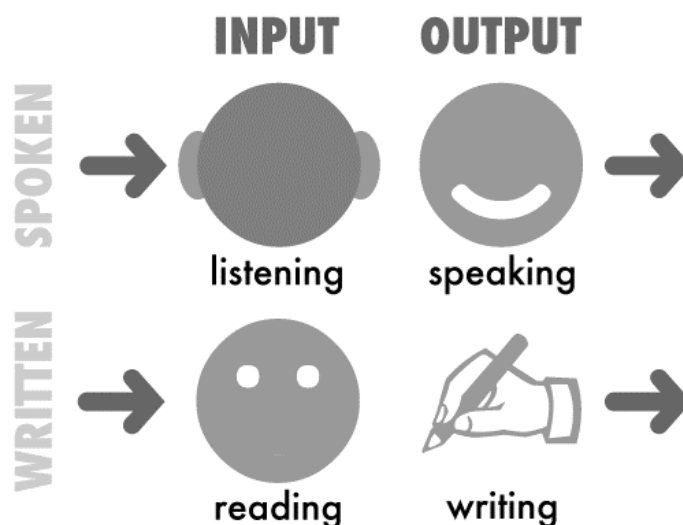 INPUT OUTPUT
SPOKEN
listening speaking
WRITTEN
reading writing